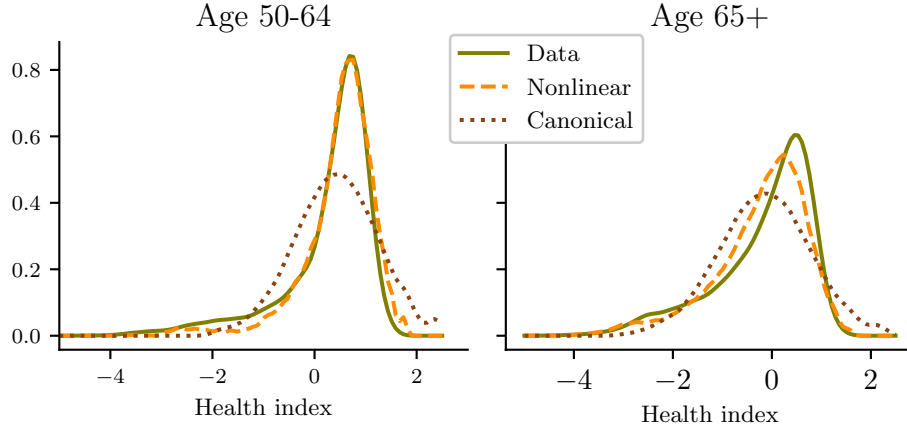 Age 50-64
Age 65+
Data
Nonlinear
Canonical
0.8
0.6
0.4
0.2
0.0
−4 −2 0 2
Health index
−4 −2 0 2
Health index